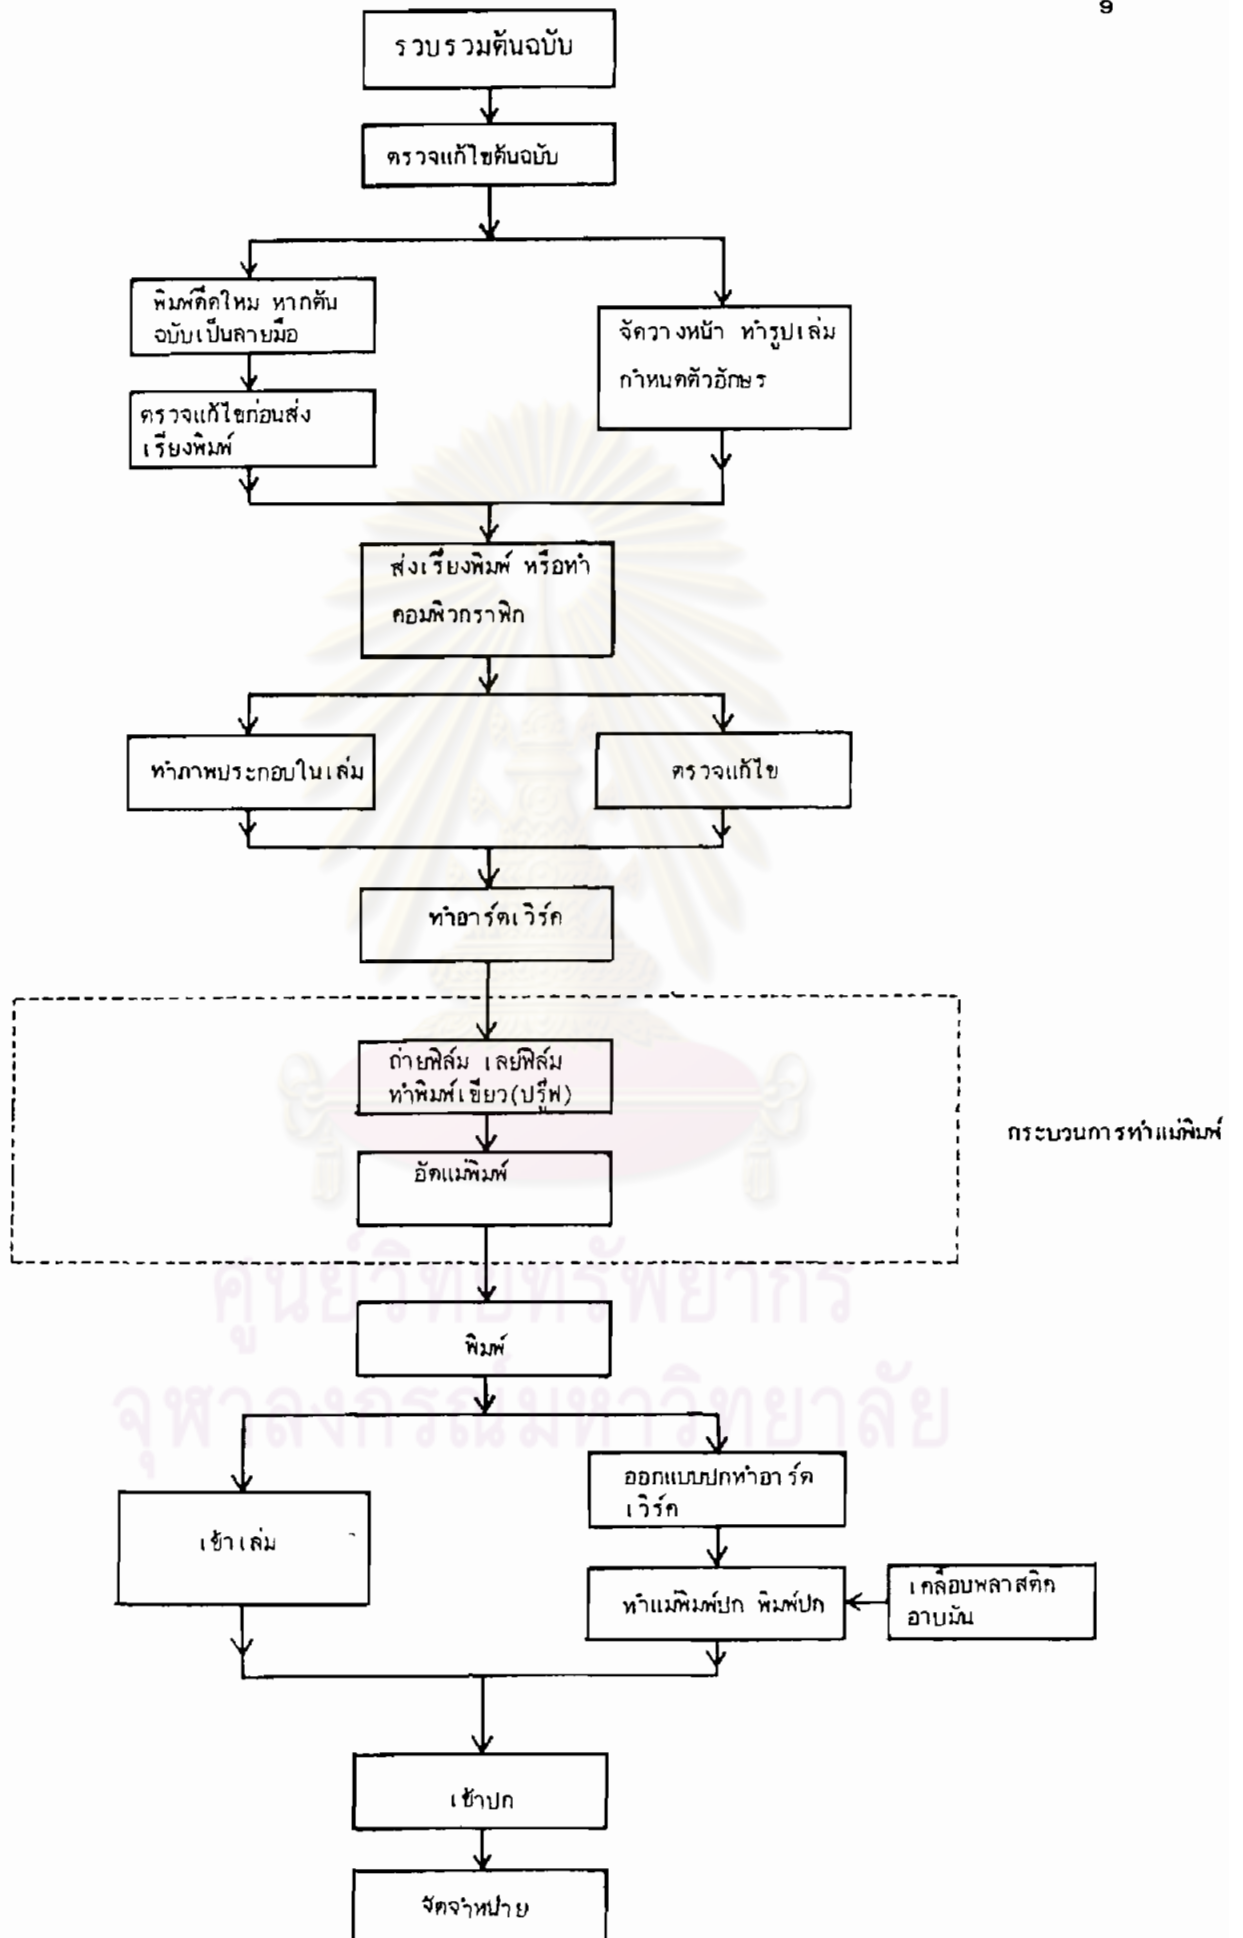 9
รวบรวมต้นฉบับ
ตรวจแก้ไขต้นฉบับ
พิมพ์ดีดใหม่ หากต้น
ฉบับเป็นลายมือ
จัดวางหน้า ทำรูปเล่ม
กำหนดตัวอักษร
ตรวจแก้ไขก่อนส่ง
เรียงพิมพ์
ส่งเรียงพิมพ์ หรือทำ
คอมพิวกราฟิก
ทำภาพประกอบในเล่ม
ตรวจแก้ไข
ทำอาร์ตเวิร์ค
ถ่ายฟิล์ม เลย์ฟิล์ม
ทำพิมพ์เขียว(ปรู๊ฟ)
กระบวนการทำแม่พิมพ์
อัดแม่พิมพ์
ศูนย์วิทยทรัพยากร
พิมพ์
จุฬาลงกรณ์มหาวิทยาลัย
ออกแบบปกทำอาร์ต
เวิร์ค
เข้าเล่ม
ทำแม่พิมพ์ปก พิมพ์ปก
เคลือบพลาสติค
อาบมัน
เข้าปก
จัดจำหน่าย